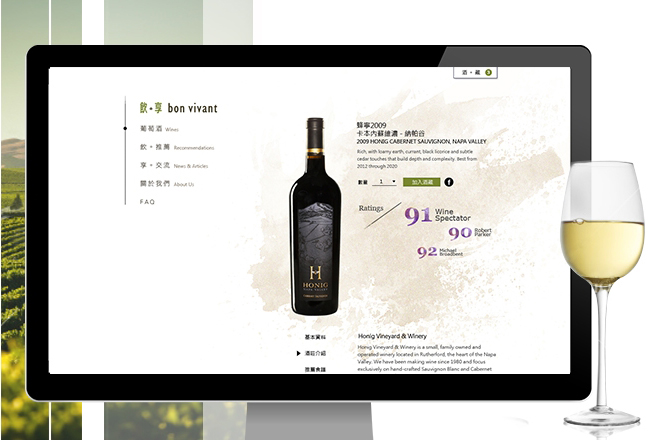 酒。藏 3
飲。享 bon vivant
葡萄酒 Wines
飲。推薦 Recommendations
享。交流 News & Articles
關於我們 About Us
FAQ
蜂寧2009
卡本內蘇維濃 - 納帕谷
2009 HONIG CABERNET SAUVIGNON, NAPA VALLEY
Rich, with loamy earth, currant, black licorice and subtle
cedar touches that build depth and complexity. Best from
2012 through 2020
數量 1 加入酒藏 f
Ratings
91 Wine
Spectator
90 Robert
Parker
92 Michael
Broadbent
H
HONIG
NAPA VALLEY
CABERNET SAUVIGNON
基本資料
酒莊介紹
Honig Vineyard & Winery
Honig Vineyard & Winery is a small, family owned and
operated winery located in Rutherford, the heart of the Napa
Valley. We have been making wine since 1980 and focus
exclusively on hand-crafted Sauvignon Blanc and Cabernet